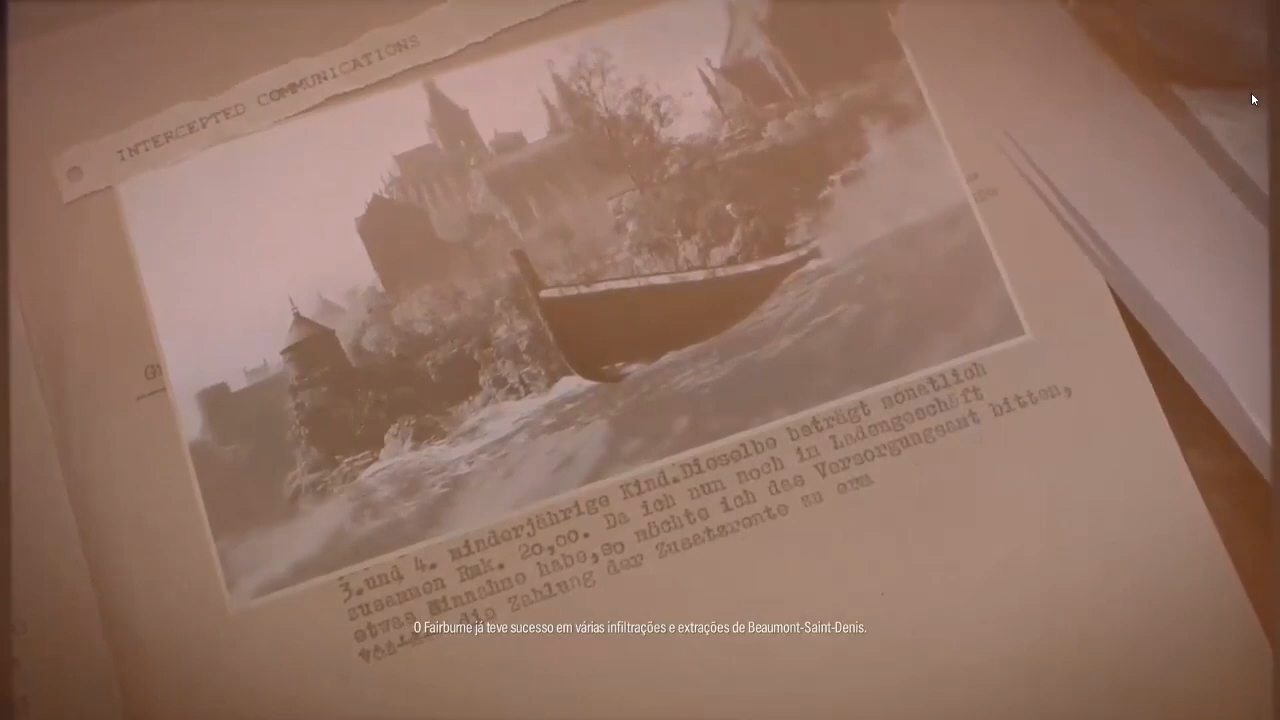 INTERCEPTED COMMUNICATIONS
3.und 4. minderjährige Kind.Dieselbe beträgt monatlich
zusammen Rmk. 20,00. Da ich nun noch in Ladengeschäft
etwas Einnahme habe,so möchte ich das Versorgungsamt bitten,
die Zahlung der Zusatzrente zu
O Fairburne já teve sucesso em várias infiltrações e extrações de Beaumont-Saint-Denis.